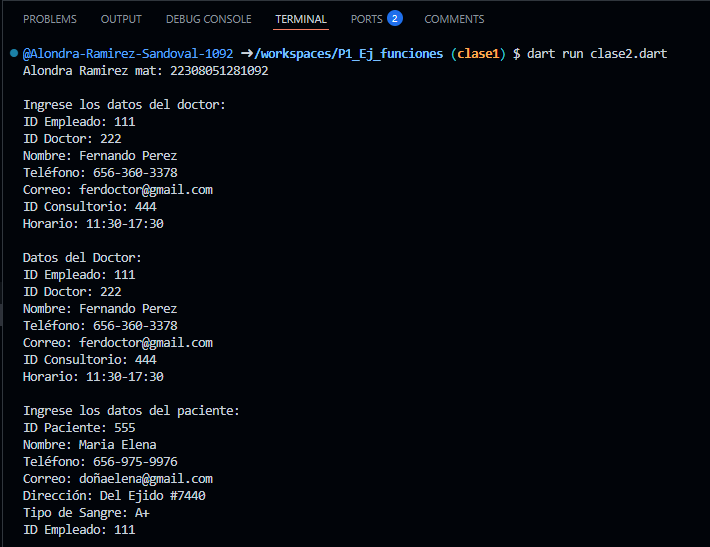 PROBLEMS OUTPUT DEBUG CONSOLE TERMINAL PORTS 2 COMMENTS
@Alondra-Ramirez-Sandoval-1092 ➜/workspaces/P1_Ej_funciones (clase1) $ dart run clase2.dart
Alondra Ramirez mat: 22308051281092
Ingrese los datos del doctor:
ID Empleado: 111
ID Doctor: 222
Nombre: Fernando Perez
Teléfono: 656-360-3378
Correo: ferdoctor@gmail.com
ID Consultorio: 444
Horario: 11:30-17:30
Datos del Doctor:
ID Empleado: 111
ID Doctor: 222
Nombre: Fernando Perez
Teléfono: 656-360-3378
Correo: ferdoctor@gmail.com
ID Consultorio: 444
Horario: 11:30-17:30
Ingrese los datos del paciente:
ID Paciente: 555
Nombre: Maria Elena
Teléfono: 656-975-9976
Correo: doñaelena@gmail.com
Dirección: Del Ejido #7440
Tipo de Sangre: A+
ID Empleado: 111